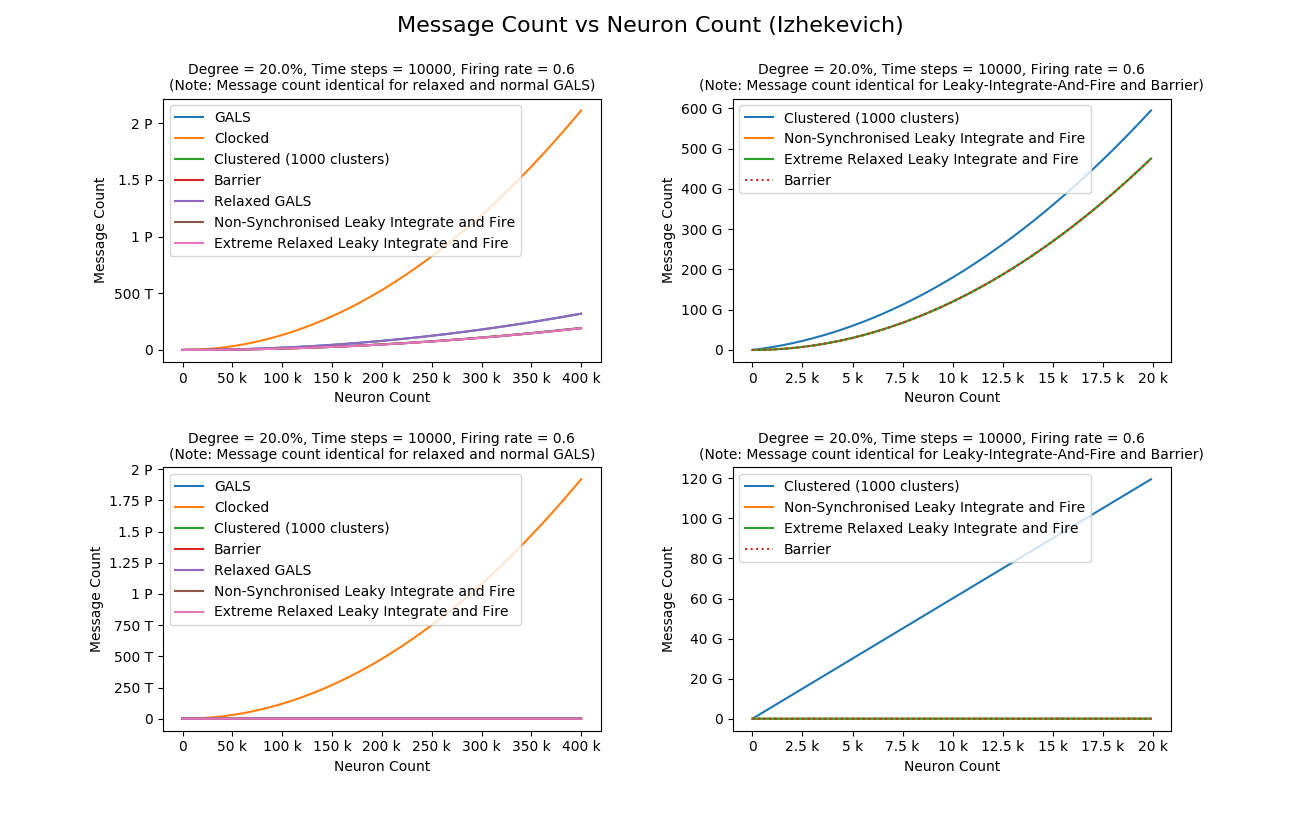 Message Count vs Neuron Count (Izhekevich)
Degree = 20.0%, Time steps = 10000, Firing rate = 0.6
(Note: Message count identical for relaxed and normal GALS)
2 P
1.5 P
1 P
500 T
0
Message Count
GALS
Clocked
Clustered (1000 clusters)
Barrier
Relaxed GALS
Non-Synchronised Leaky Integrate and Fire
Extreme Relaxed Leaky Integrate and Fire
0 50 k 100 k 150 k 200 k 250 k 300 k 350 k 400 k
Neuron Count
Degree = 20.0%, Time steps = 10000, Firing rate = 0.6
(Note: Message count identical for Leaky-Integrate-And-Fire and Barrier)
600 G
500 G
400 G
300 G
200 G
100 G
0
Message Count
Clustered (1000 clusters)
Non-Synchronised Leaky Integrate and Fire
Extreme Relaxed Leaky Integrate and Fire
Barrier
0 2.5 k 5 k 7.5 k 10 k 12.5 k 15 k 17.5 k 20 k
Neuron Count
Degree = 20.0%, Time steps = 10000, Firing rate = 0.6
(Note: Message count identical for relaxed and normal GALS)
2 P
1.75 P
1.5 P
1.25 P
1 P
750 T
500 T
250 T
0
Message Count
GALS
Clocked
Clustered (1000 clusters)
Barrier
Relaxed GALS
Non-Synchronised Leaky Integrate and Fire
Extreme Relaxed Leaky Integrate and Fire
0 50 k 100 k 150 k 200 k 250 k 300 k 350 k 400 k
Neuron Count
Degree = 20.0%, Time steps = 10000, Firing rate = 0.6
(Note: Message count identical for Leaky-Integrate-And-Fire and Barrier)
120 G
100 G
80 G
60 G
40 G
20 G
0
Message Count
Clustered (1000 clusters)
Non-Synchronised Leaky Integrate and Fire
Extreme Relaxed Leaky Integrate and Fire
Barrier
0 2.5 k 5 k 7.5 k 10 k 12.5 k 15 k 17.5 k 20 k
Neuron Count